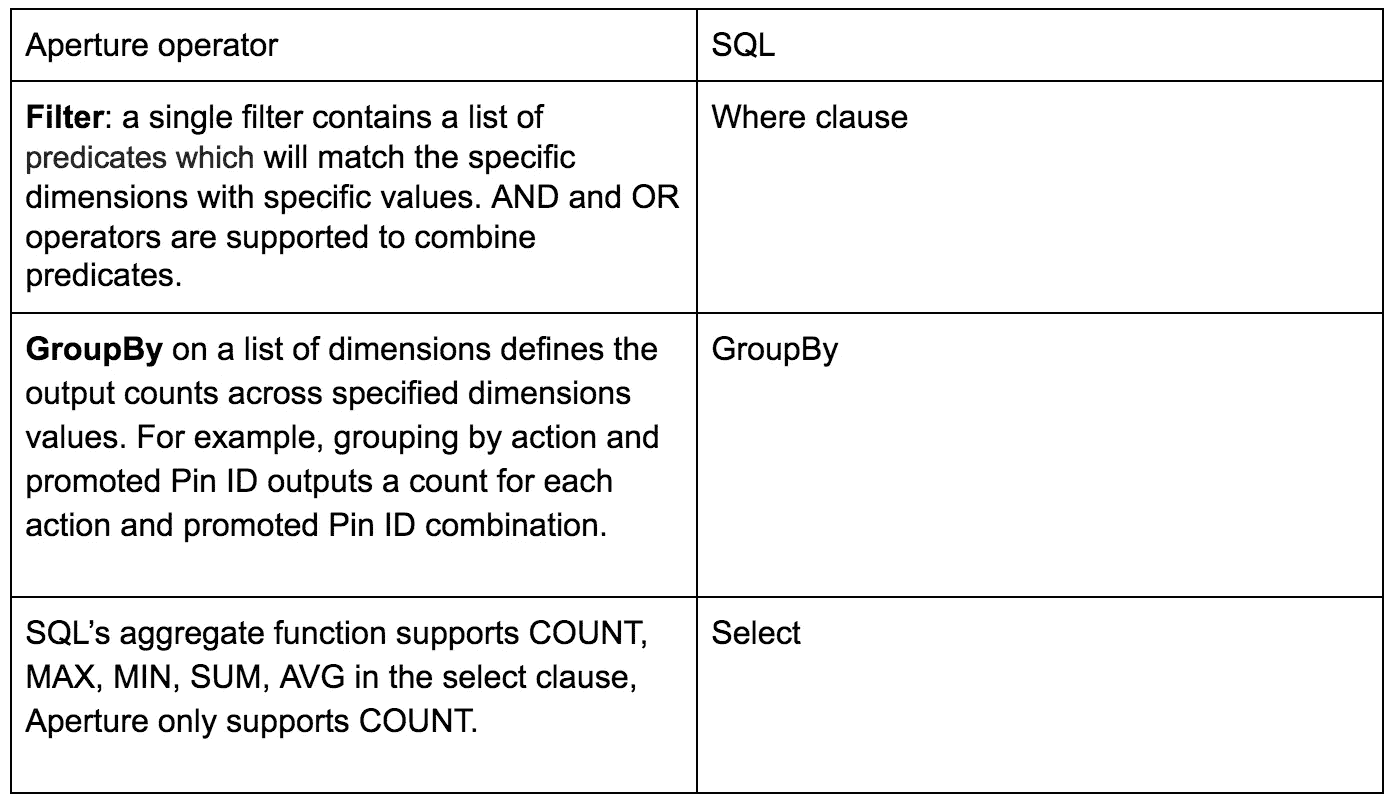 Aperture operator
SQL
Filter: a single filter contains a list of
predicates which will match the specific
dimensions with specific values. AND and OR
operators are supported to combine
predicates.
Where clause
GroupBy on a list of dimensions defines the
output counts across specified dimensions
values. For example, grouping by action and
promoted Pin ID outputs a count for each
action and promoted Pin ID combination.
GroupBy
SQL’s aggregate function supports COUNT,
MAX, MIN, SUM, AVG in the select clause,
Aperture only supports COUNT.
Select